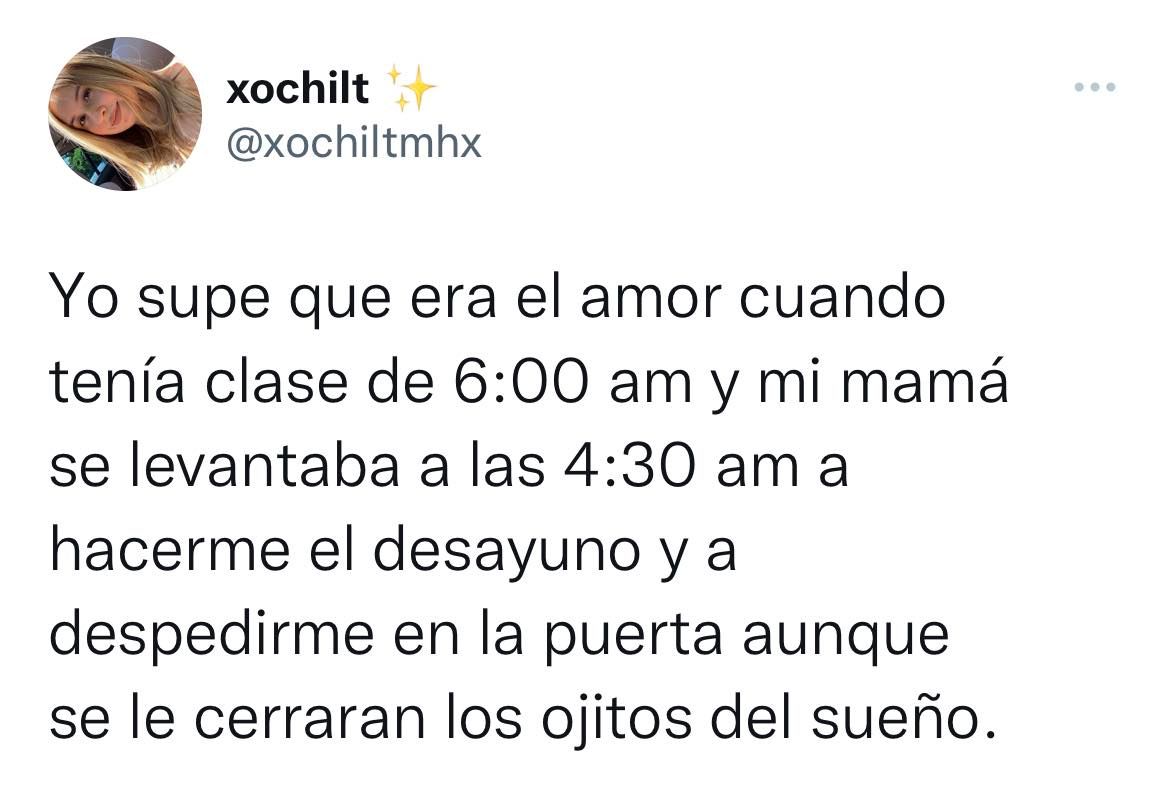 xochilt ✨
@xochiltmhx
Yo supe que era el amor cuando
tenía clase de 6:00 am y mi mamá
se levantaba a las 4:30 am a
hacerme el desayuno y a
despedirme en la puerta aunque
se le cerraran los ojitos del sueño.